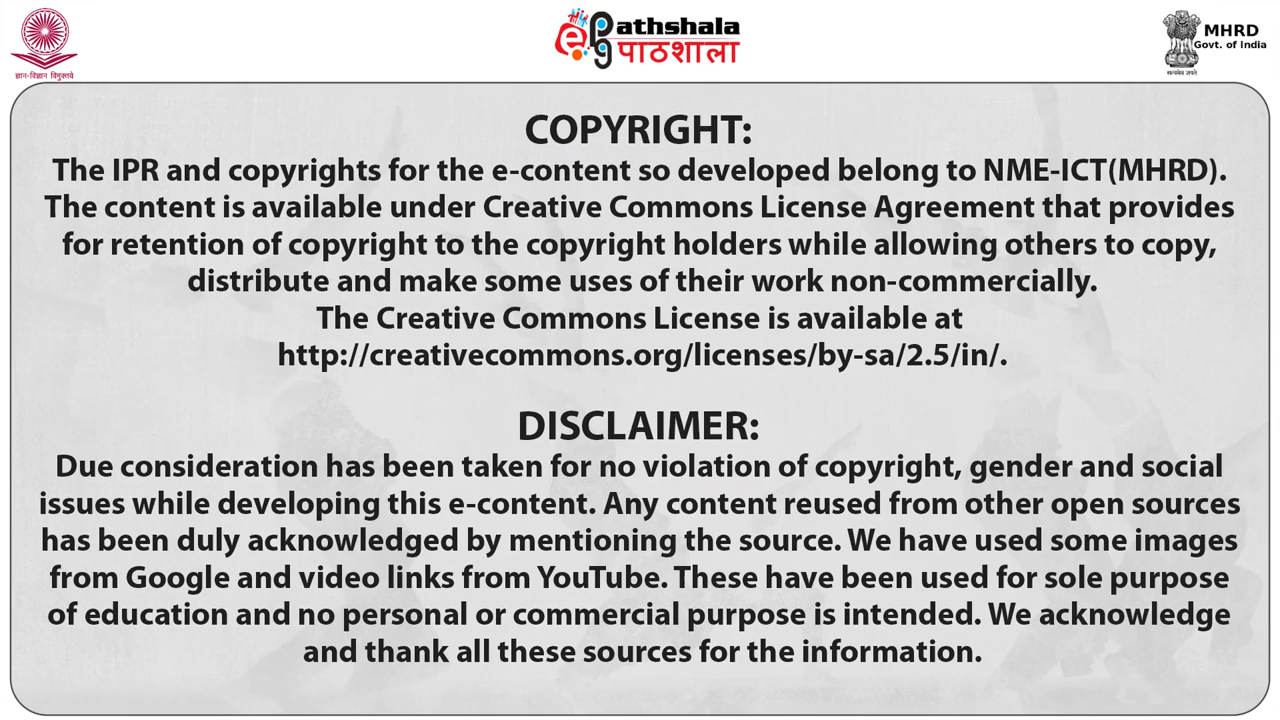 ज्ञान-विज्ञान विमुक्तये
ePathshala
पाठशाला
MHRD
Govt. of India
सत्यमेव जयते
COPYRIGHT:
The IPR and copyrights for the e-content so developed belong to NME-ICT(MHRD).
The content is available under Creative Commons License Agreement that provides
for retention of copyright to the copyright holders while allowing others to copy,
distribute and make some uses of their work non-commercially.
The Creative Commons License is available at
http://creativecommons.org/licenses/by-sa/2.5/in/.
DISCLAIMER:
Due consideration has been taken for no violation of copyright, gender and social
issues while developing this e-content. Any content reused from other open sources
has been duly acknowledged by mentioning the source. We have used some images
from Google and video links from YouTube. These have been used for sole purpose
of education and no personal or commercial purpose is intended. We acknowledge
and thank all these sources for the information.